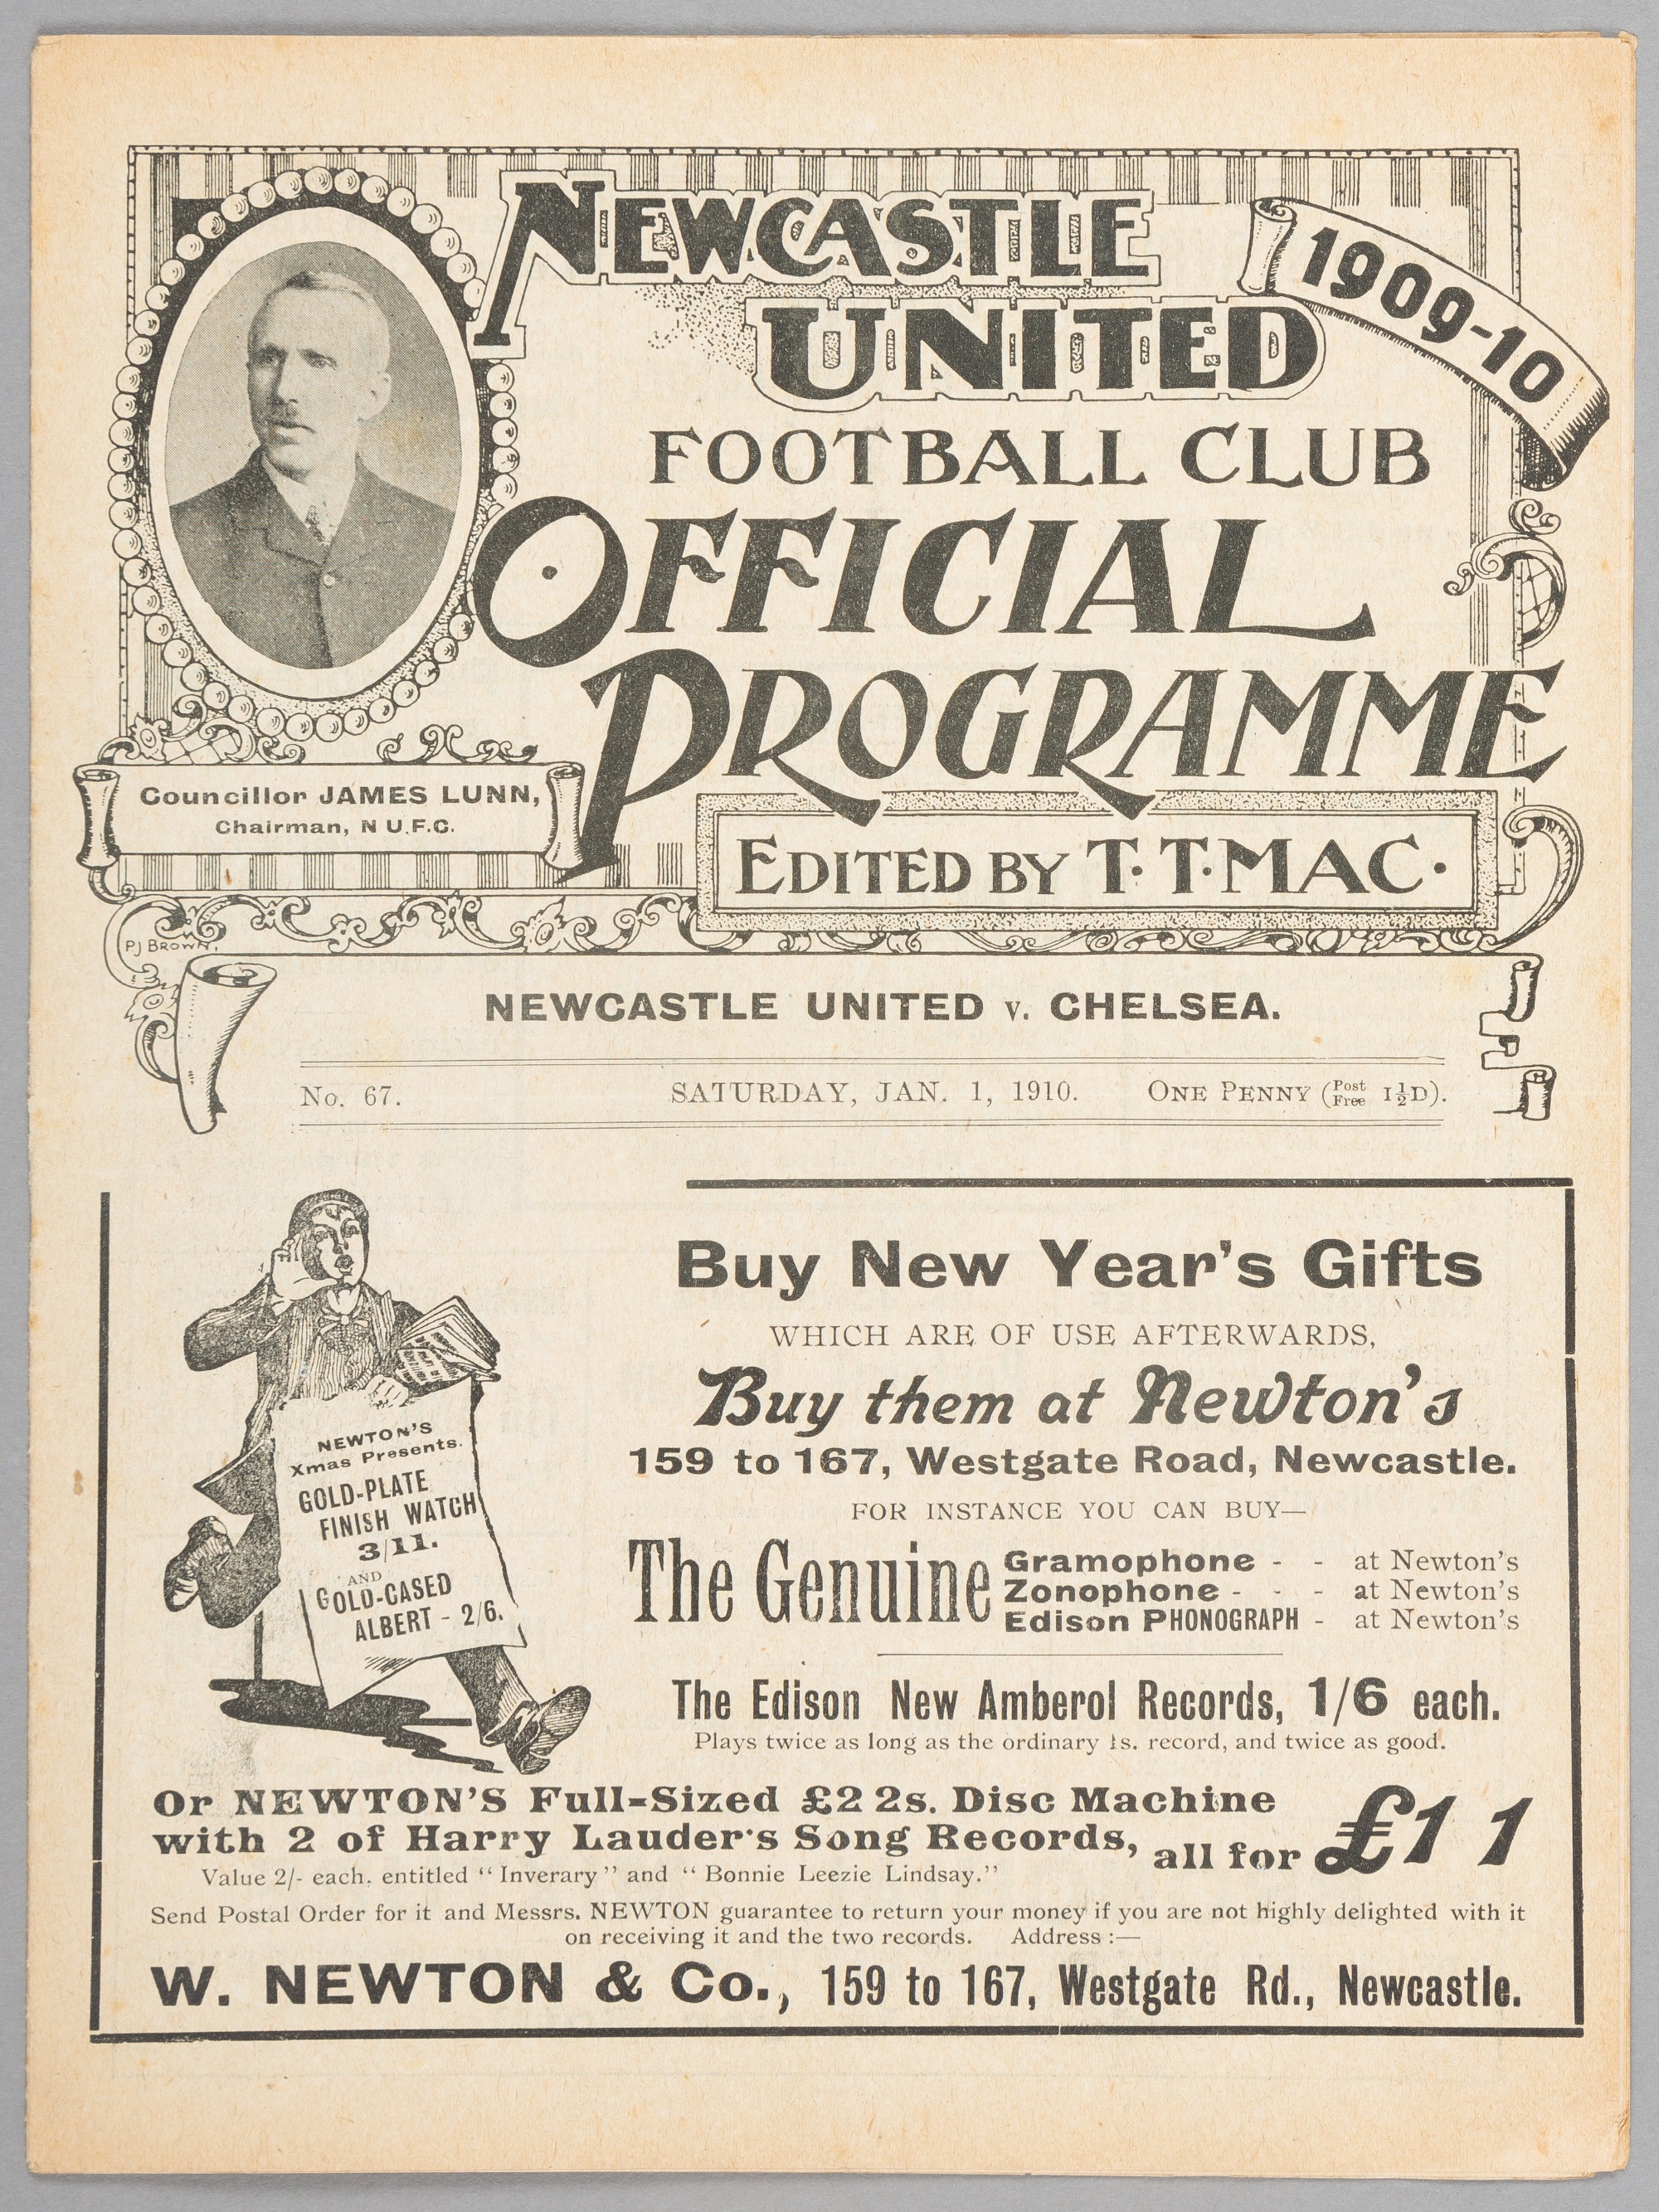 NEWCASTLE
UNITED
1909-10
FOOTBALL CLUB
OFFICIAL
PROGRAMME
Councillor JAMES LUNN,
Chairman, N U.F.C.
EDITED BY T. T. MAC.
P J BROWN.
NEWCASTLE UNITED v. CHELSEA.
No. 67. SATURDAY, JAN. 1, 1910. ONE PENNY (Post Free 1½D).
Buy New Year's Gifts
WHICH ARE OF USE AFTERWARDS,
Buy them at Newton's
159 to 167, Westgate Road, Newcastle.
FOR INSTANCE YOU CAN BUY—
The Genuine
Gramophone - - at Newton's
Zonophone - - - at Newton's
Edison PHONOGRAPH - at Newton's
NEWTON'S
Xmas Presents.
GOLD-PLATE
FINISH WATCH
3/11.
AND
GOLD-CASED
ALBERT - 2/6.
The Edison New Amberol Records, 1/6 each.
Plays twice as long as the ordinary 1s. record, and twice as good.
Or NEWTON'S Full-Sized £2 2s. Disc Machine
with 2 of Harry Lauder's Song Records, all for £1 1
Value 2/- each. entitled "Inverary" and "Bonnie Leezie Lindsay."
Send Postal Order for it and Messrs. NEWTON guarantee to return your money if you are not highly delighted with it
on receiving it and the two records. Address :—
W. NEWTON & Co., 159 to 167, Westgate Rd., Newcastle.